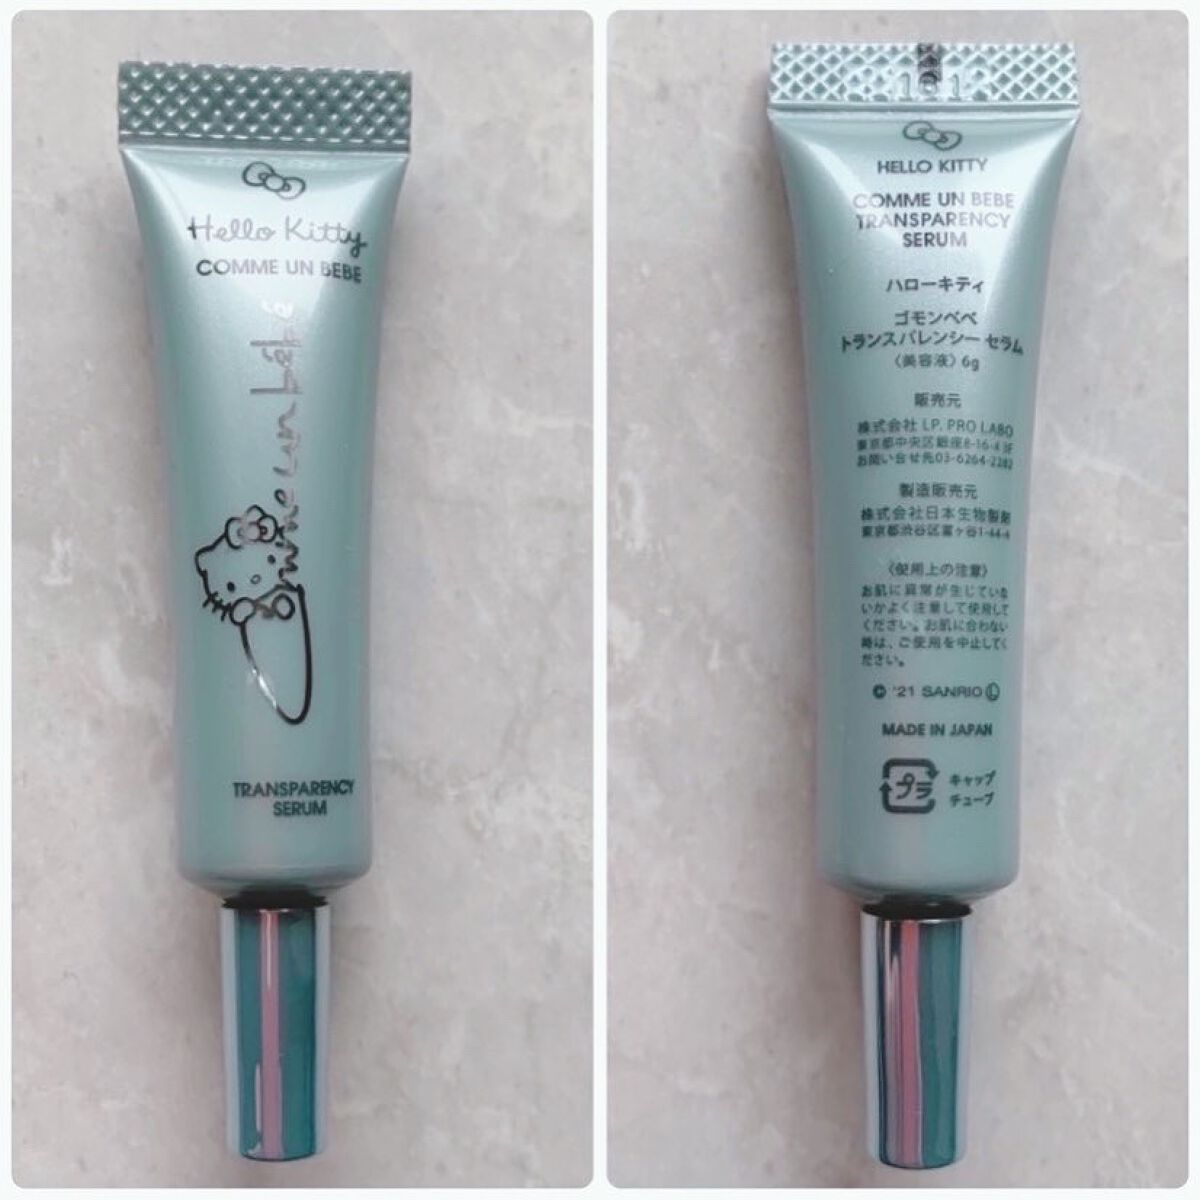 Hello Kitty
COMME UN BEBE
Comme un bébé
TRANSPARENCY
SERUM
181
HELLO KITTY
COMME UN BEBE
TRANSPARENCY
SERUM
ハローキティ
ゴモンベベ
トランスパレンシー セラム
〈美容液〉6g
販売元
株式会社 LP. PRO LABO
東京都中央区銀座8-16-4 3F
お問い合せ先03-6264-2282
製造販売元
株式会社日本生物製剤
東京都渋谷区富ヶ谷1-44-4
〈使用上の注意〉
お肌に異常が生じていな
いかよく注意して使用して
ください。お肌に合わない
時は、ご使用を中止してく
ださい。
© '21 SANRIO Ⓛ
MADE IN JAPAN
プラ
キャップ
チューブ